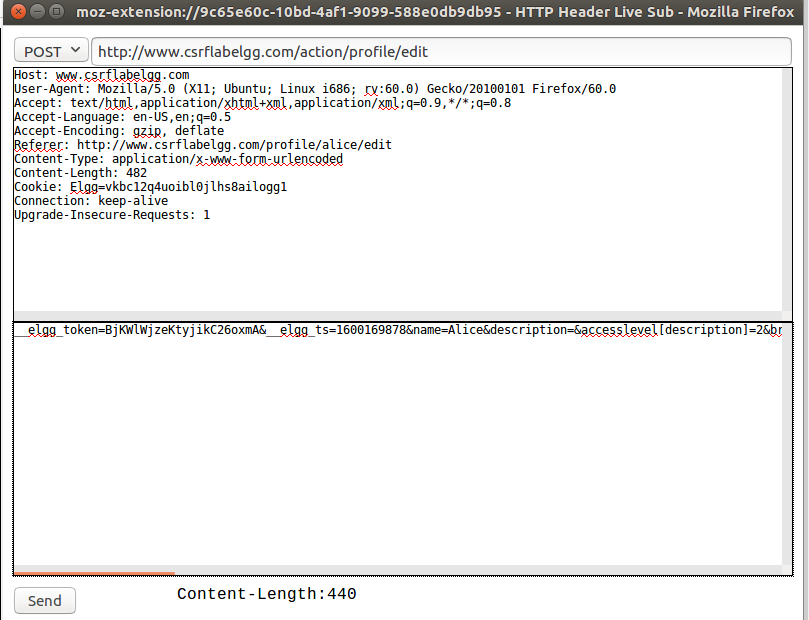 moz-extension://9c65e60c-10bd-4af1-9099-588e0db9db95 - HTTP Header Live Sub - Mozilla Firefox
POST http://www.csrflabelgg.com/action/profile/edit
Host: www.csrflabelgg.com
User-Agent: Mozilla/5.0 (X11; Ubuntu; Linux i686; rv:60.0) Gecko/20100101 Firefox/60.0
Accept: text/html,application/xhtml+xml,application/xml;q=0.9,*/*;q=0.8
Accept-Language: en-US,en;q=0.5
Accept-Encoding: gzip, deflate
Referer: http://www.csrflabelgg.com/profile/alice/edit
Content-Type: application/x-www-form-urlencoded
Content-Length: 482
Cookie: Elgg=vkbc12q4uoibl0jlhs8ailogg1
Connection: keep-alive
Upgrade-Insecure-Requests: 1
__elgg_token=BjKWlWjzeKtyjikC26oxmA&__elgg_ts=1600169878&name=Alice&description=&accesslevel[description]=2&br
Send Content-Length:440